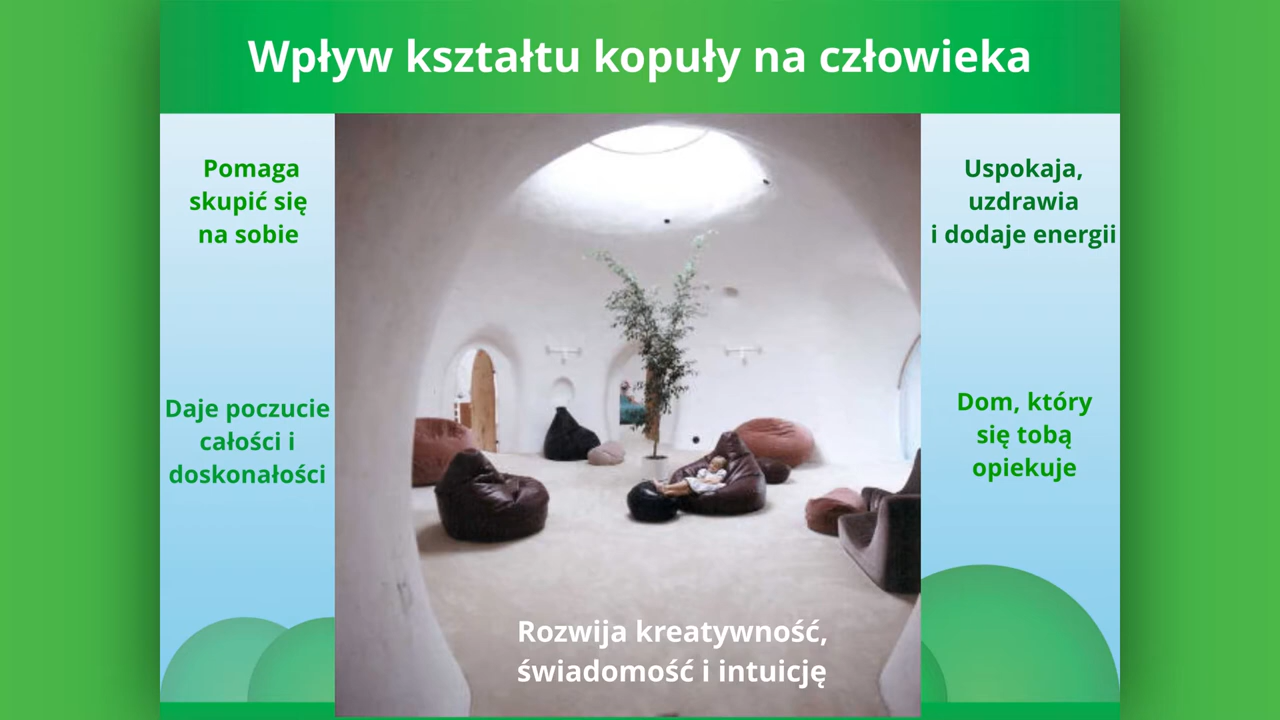 Wpływ kształtu kopuły na człowieka
Pomaga
skupić się
na sobie
Daje poczucie
całości i
doskonałości
Uspokaja,
uzdrawia
i dodaje energii
Dom, który
się tobą
opiekuje
Rozwija kreatywność,
świadomość i intuicję